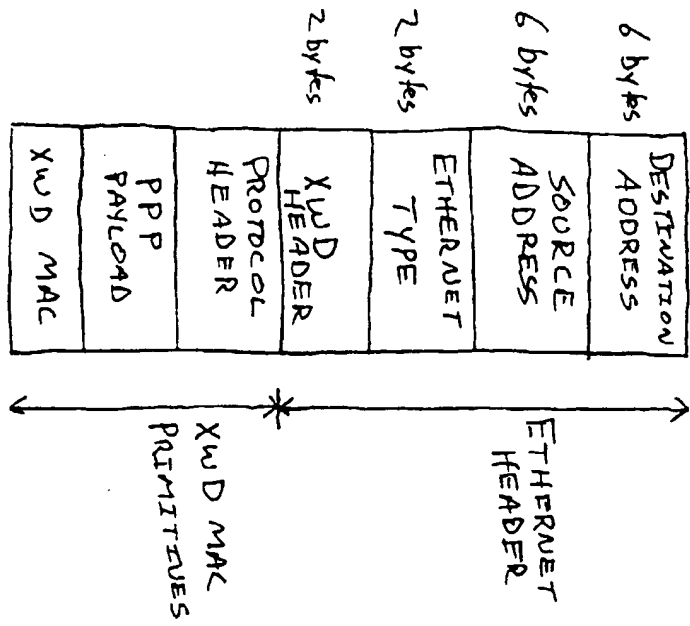 6 bytes
DESTINATION
ADDRESS
6 bytes
SOURCE
ADDRESS
2 bytes
ETHERNET
TYPE
2 bytes
XWD
HEADER
PROTOCOL
HEADER
PPP
PAYLOAD
XWD MAC
ETHERNET
HEADER
XWD MAC
PRIMITIVES